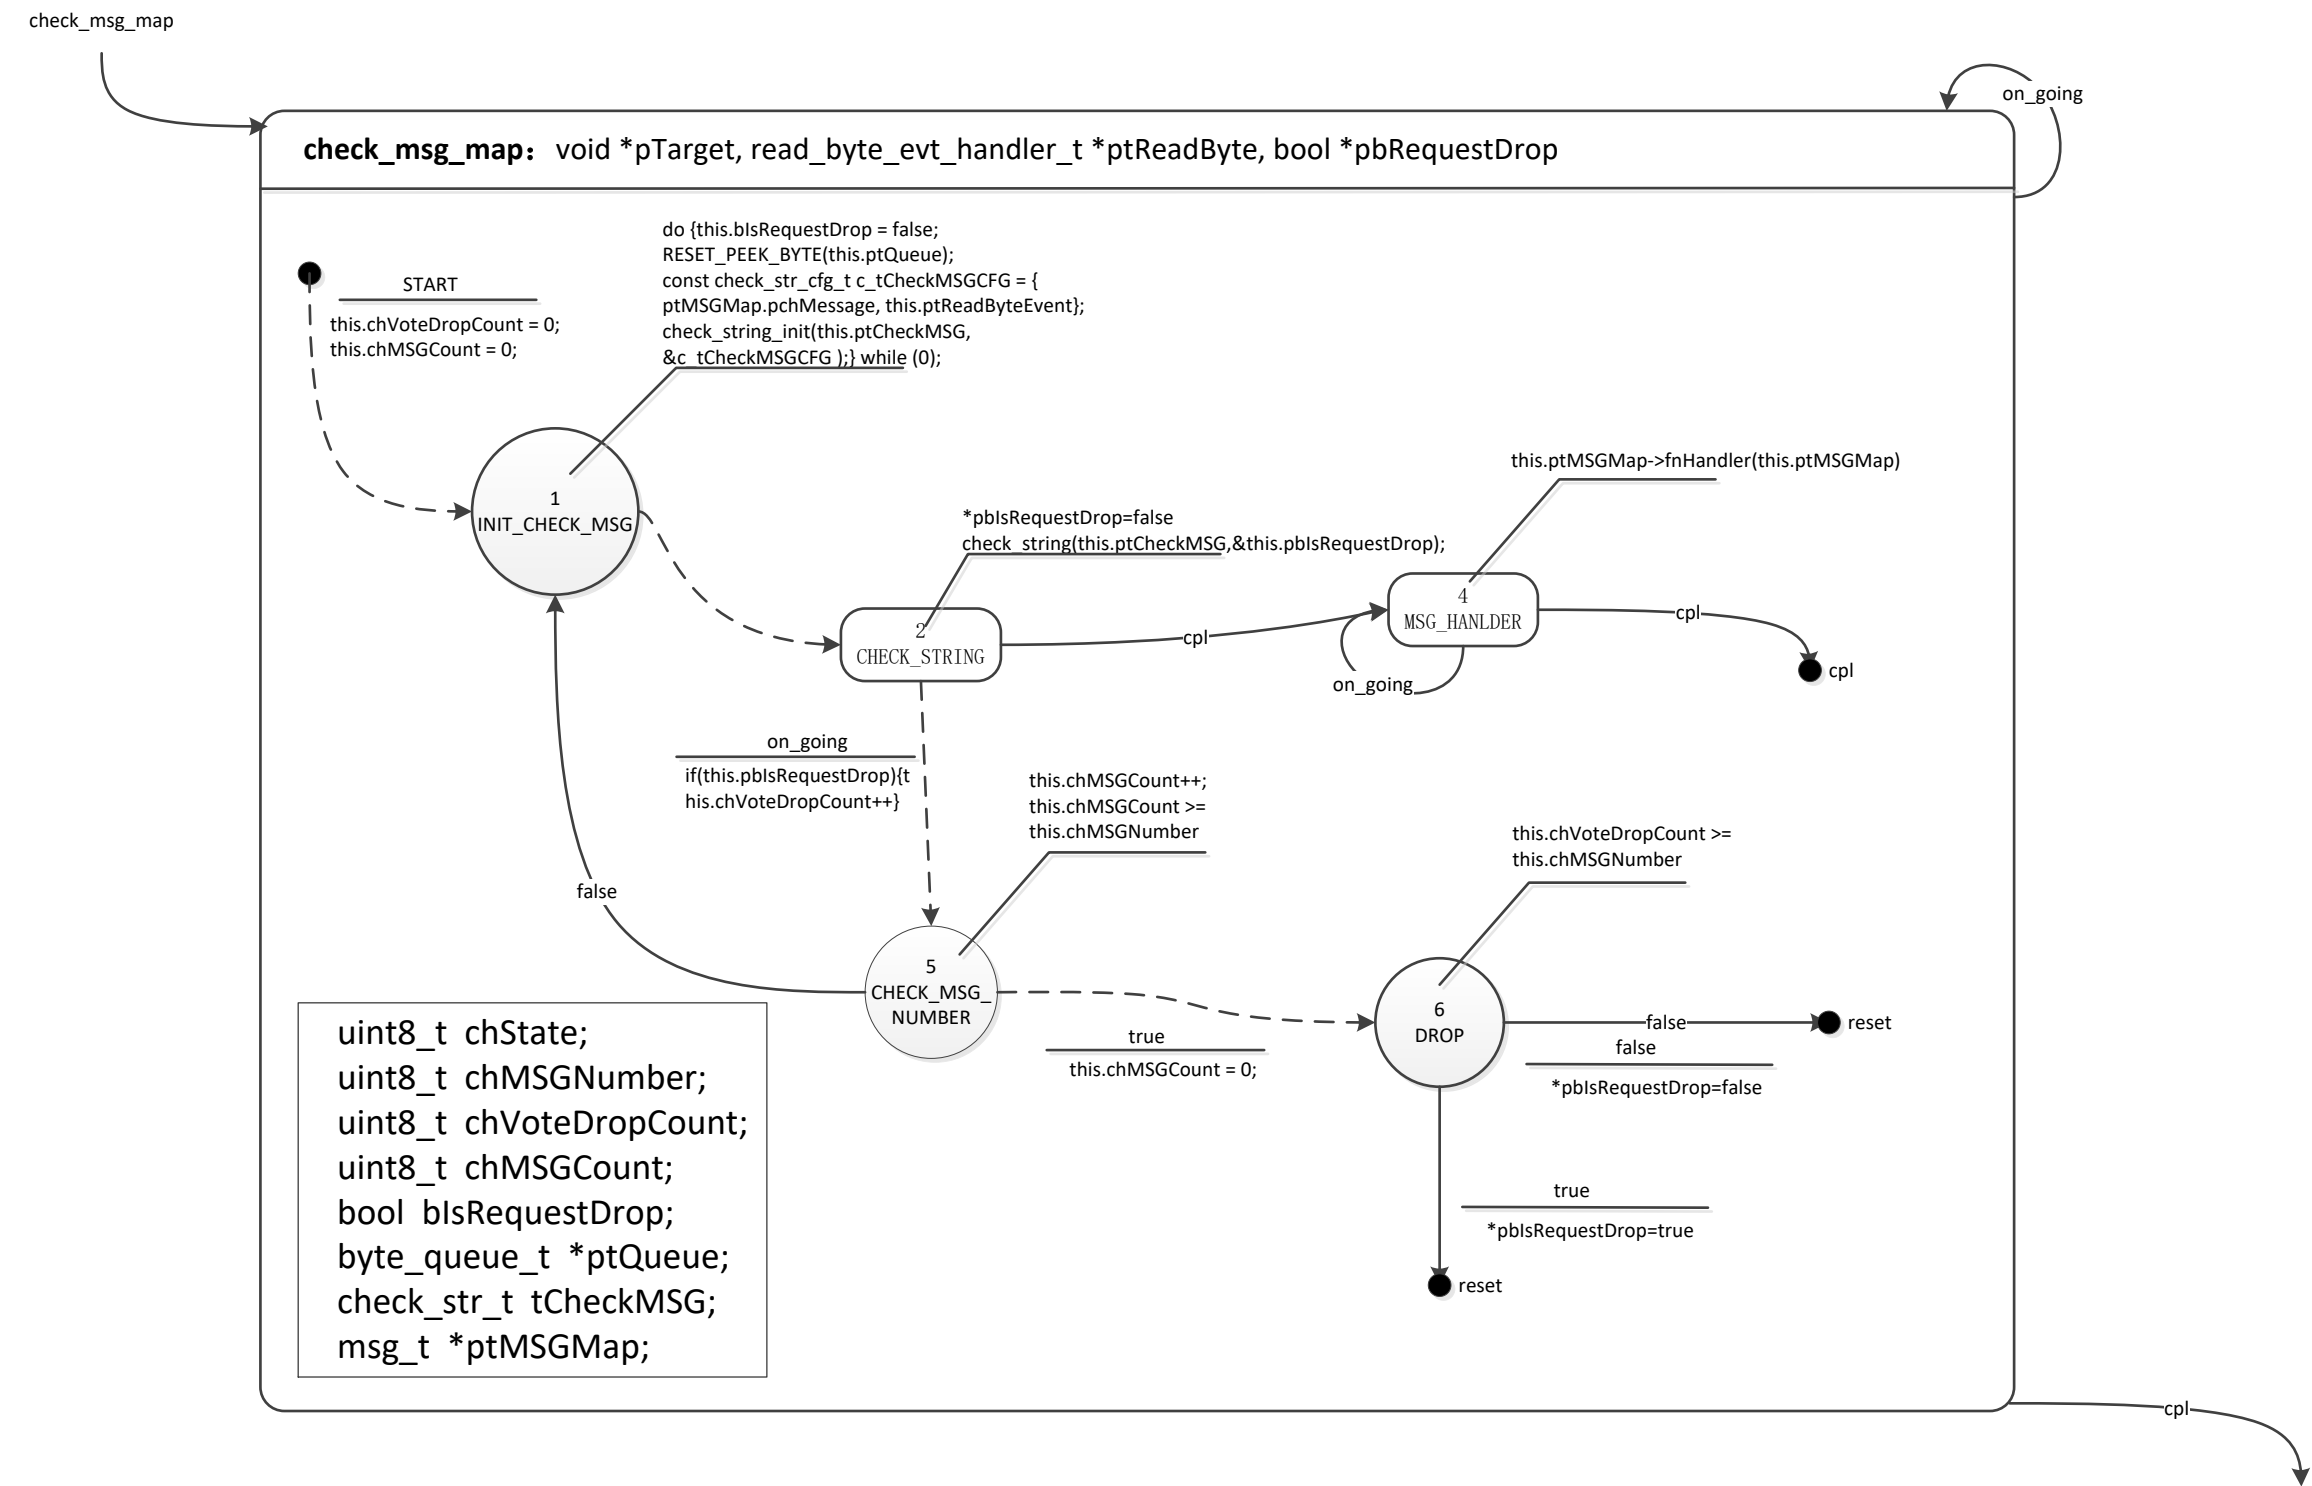 check_msg_map
on_going
check_msg_map：void *pTarget, read_byte_evt_handler_t *ptReadByte, bool *pbRequestDrop
START
this.chVoteDropCount = 0;
this.chMSGCount = 0;
do {this.bIsRequestDrop = false;
RESET_PEEK_BYTE(this.ptQueue);
const check_str_cfg_t c_tCheckMSGCFG = {
ptMSGMap.pchMessage, this.ptReadByteEvent};
check_string_init(this.ptCheckMSG,
&c_tCheckMSGCFG );} while (0);
1
INIT_CHECK_MSG
*pbIsRequestDrop=false
check_string(this.ptCheckMSG,&this.pbIsRequestDrop);
2
CHECK_STRING
cpl
this.ptMSGMap->fnHandler(this.ptMSGMap)
4
MSG_HANLDER
on_going
cpl
cpl
on_going
if(this.pbIsRequestDrop){t
his.chVoteDropCount++}
false
this.chMSGCount++;
this.chMSGCount >=
this.chMSGNumber
5
CHECK_MSG_
NUMBER
true
this.chMSGCount = 0;
this.chVoteDropCount >=
this.chMSGNumber
6
DROP
false
reset
false
*pbIsRequestDrop=false
true
*pbIsRequestDrop=true
reset
uint8_t chState;
uint8_t chMSGNumber;
uint8_t chVoteDropCount;
uint8_t chMSGCount;
bool bIsRequestDrop;
byte_queue_t *ptQueue;
check_str_t tCheckMSG;
msg_t *ptMSGMap;
cpl